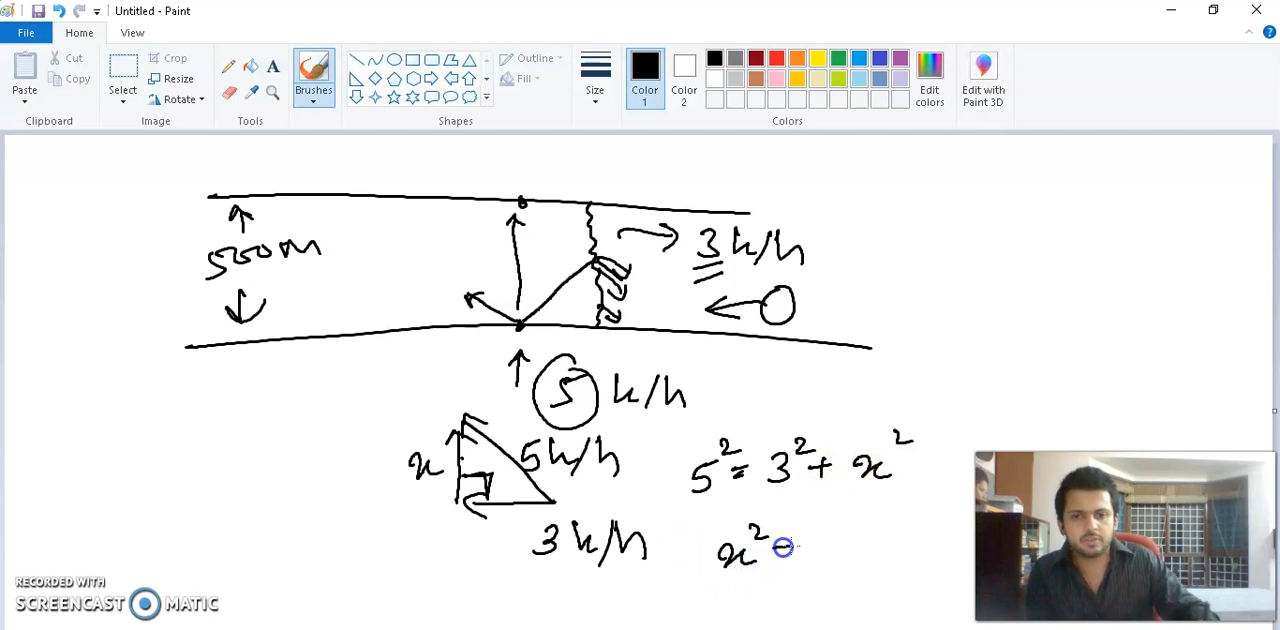 Untitled - Paint
File
Home
View
Paste
Cut
Copy
Clipboard
Select
Crop
Resize
Rotate
Image
A
Tools
Brushes
Shapes
Outline
Fill
Size
Color 1
Color 2
Edit colors
Colors
Edit with Paint 3D
500m
3 k/h
5 k/h
x
5k/h
3 k/h
5² = 3² + x²
x² -
RECORDED WITH
SCREENCAST MATIC